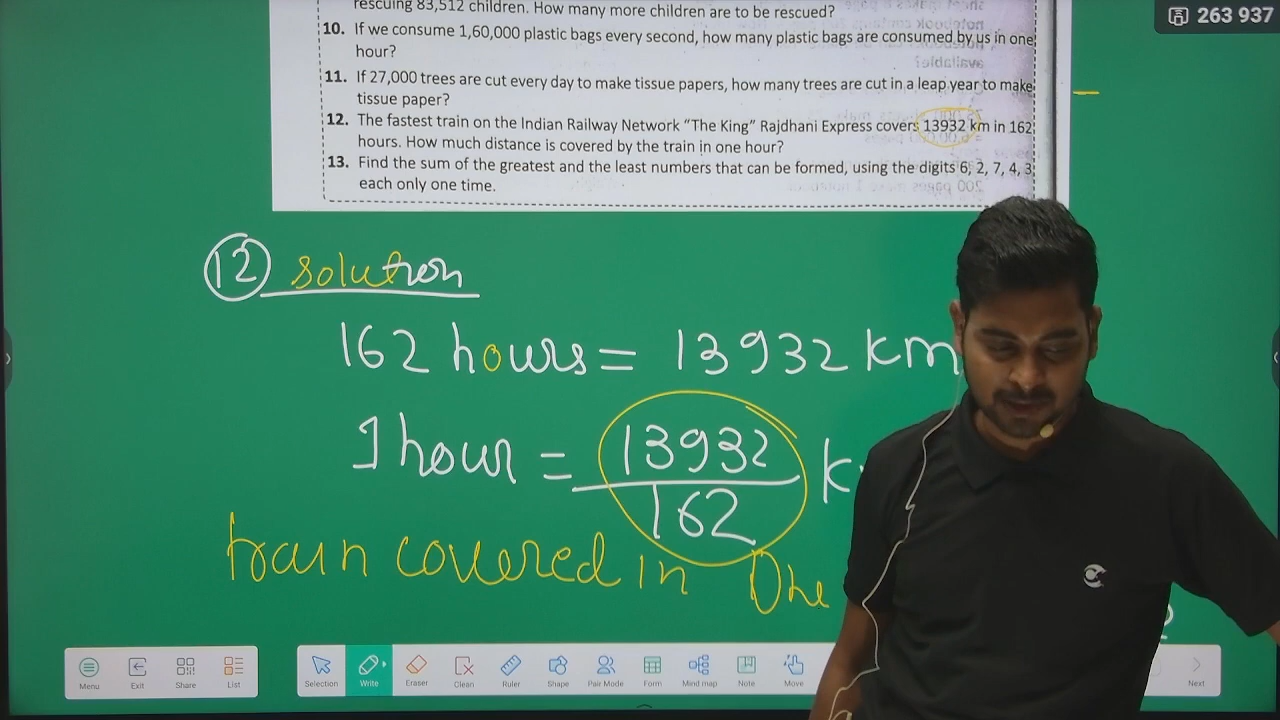 263 937
rescuing 83,512 children. How many more children are to be rescued?
10. If we consume 1,60,000 plastic bags every second, how many plastic bags are consumed by us in one
hour?
11. If 27,000 trees are cut every day to make tissue papers, how many trees are cut in a leap year to make
tissue paper?
12. The fastest train on the Indian Railway Network “The King” Rajdhani Express covers 13932 km in 162
hours. How much distance is covered by the train in one hour?
13. Find the sum of the greatest and the least numbers that can be formed, using the digits 6, 2, 7, 4, 3
each only one time.
12 solution
162 hours = 13932 km
1 hour = 13932
162
train covered in One
Menu Exit Share List Selection Write Eraser Clean Ruler Shape Pair Mode Form Mind map Note Move Next